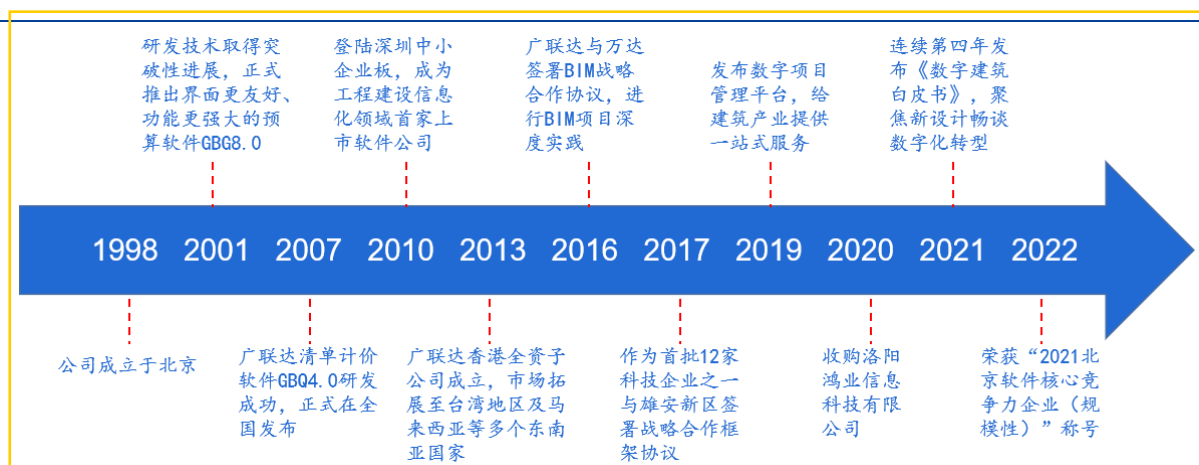 研发技术取得突
破性进展，正式
推出界面更友好、
功能更强大的预
算软件GBG8.0
登陆深圳中小
企业板，成为
工程建设信息
化领域首家上
市软件公司
广联达与万达
签署BIM战略
合作协议，进
行BIM项目深
度实践
发布数字项目
管理平台，给
建筑产业提供
一站式服务
连续第四年发
布《数字建筑
白皮书》，聚
焦新设计畅谈
数字化转型
1998 2001 2007 2010 2013 2016 2017 2019 2020 2021 2022
公司成立于北京
广联达清单计价
软件GBQ4.0研发
成功，正式在全
国发布
广联达香港全资子
公司成立，市场拓
展至台湾地区及马
来西亚等多个东南
亚国家
作为首批12家
科技企业之一
与雄安新区签
署战略合作框
架协议
收购洛阳
鸿业信息
科技有限
公司
荣获“2021北
京软件核心竞
争力企业（规
模性）”称号